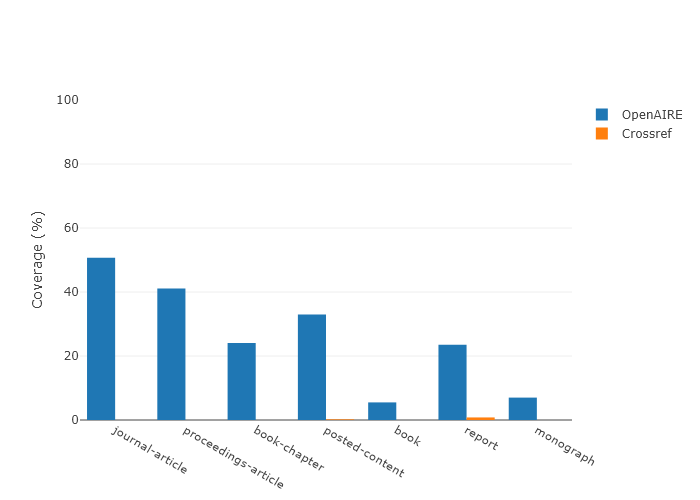 100
80
60
40
20
0
Coverage (%)
journal-article
proceedings-article
book-chapter
posted-content
book
report
monograph
OpenAIRE
Crossref